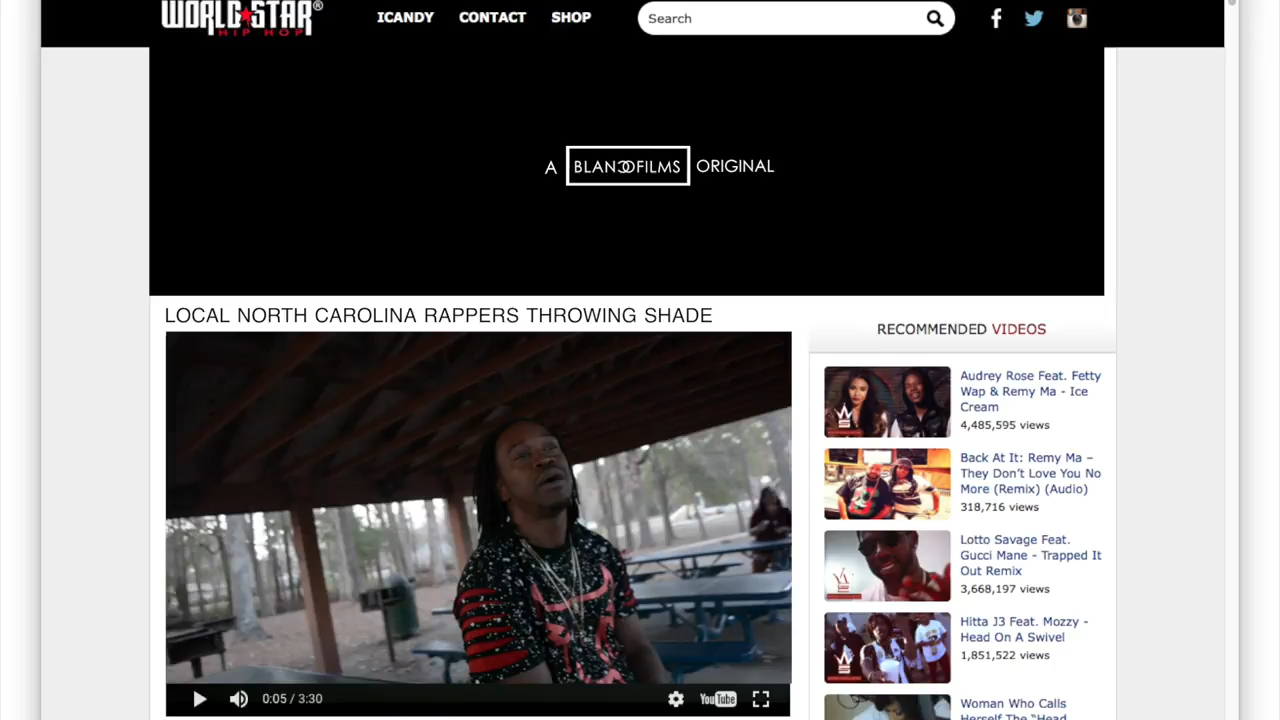 WORLD STAR®
HIP HOP
ICANDY CONTACT SHOP
Search
A BLANCOFILMS ORIGINAL
LOCAL NORTH CAROLINA RAPPERS THROWING SHADE
0:05 / 3:30
YouTube
RECOMMENDED VIDEOS
Audrey Rose Feat. Fetty
Wap & Remy Ma - Ice
Cream
4,485,595 views
Back At It: Remy Ma –
They Don't Love You No
More (Remix) (Audio)
318,716 views
Lotto Savage Feat.
Gucci Mane - Trapped It
Out Remix
3,668,197 views
Hitta J3 Feat. Mozzy -
Head On A Swivel
1,851,522 views
Woman Who Calls
Herself The "Head